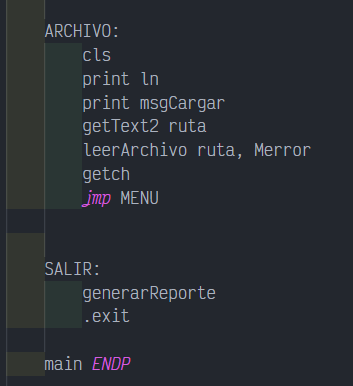 ARCHIVO:
cls
print ln
print msgCargar
getText2 ruta
leerArchivo ruta, Merror
getch
jmp MENU
SALIR:
generarReporte
.exit
main ENDP